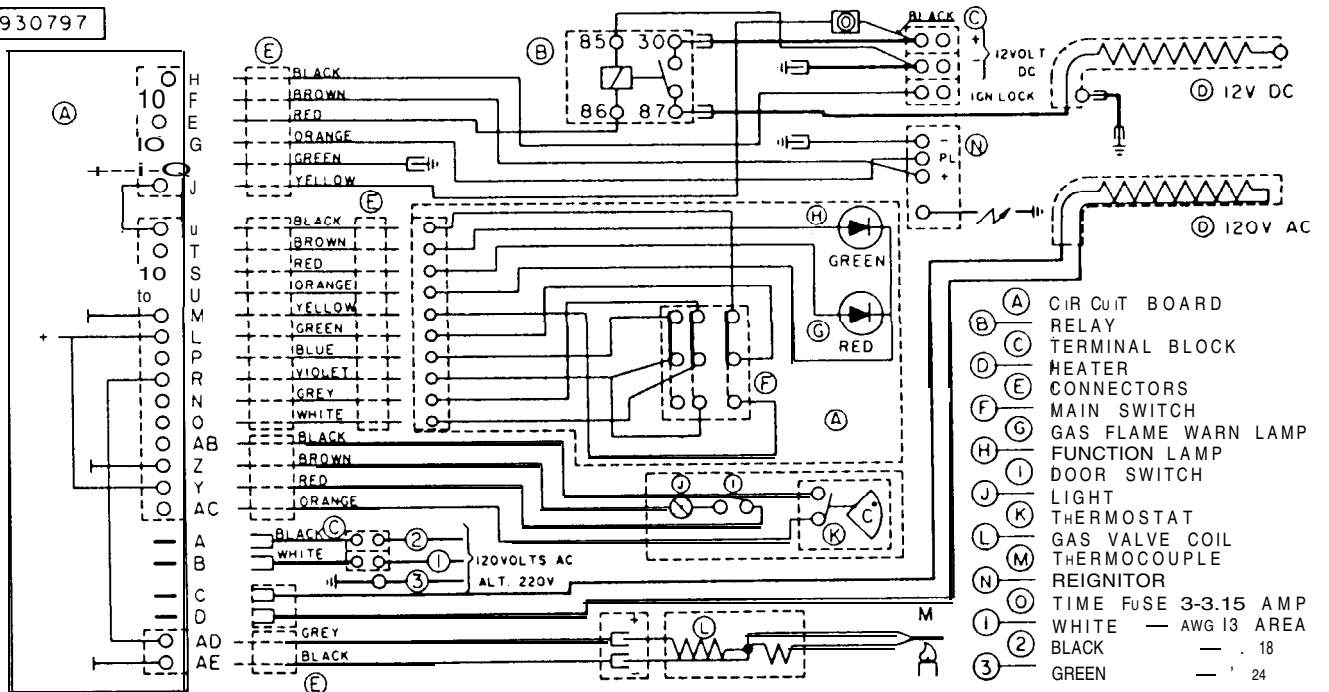 930797
A
H
10 F
E
IO G
J
u
T
10 S
to U
M
+ L
P
R
N
O
AB
Z
Y
AC
A
B
C
D
AD
AE
E
BLACK
BROWN
RED
ORANGE
GREEN
YELLOW
E
BLACK
BROWN
RED
ORANGE
YELLOW
GREEN
BLUE
VIOLET
GREY
WHITE
BLACK
BROWN
RED
ORANGE
BLACK C 2
WHITE 1
3
120VOLTS AC
ALT. 220V
GREY
BLACK
E
B
85 30
86 87
O
BLACK C
+
-
12VOLT
DC
IGN LOCK
N
-
PL
+
D 12V DC
D 120V AC
H
GREEN
G
RED
F
A
J I
K C°
+
-
L
M
A CIRCUIT BOARD
B RELAY
C TERMINAL BLOCK
D HEATER
E CONNECTORS
F MAIN SWITCH
G GAS FLAME WARN LAMP
H FUNCTION LAMP
I DOOR SWITCH
J LIGHT
K THERMOSTAT
L GAS VALVE COIL
M THERMOCOUPLE
N REIGNITOR
O TIME FUSE 3-3.15 AMP
1 WHITE — AWG 13 AREA
2 BLACK — . 18
3 GREEN — ' 24